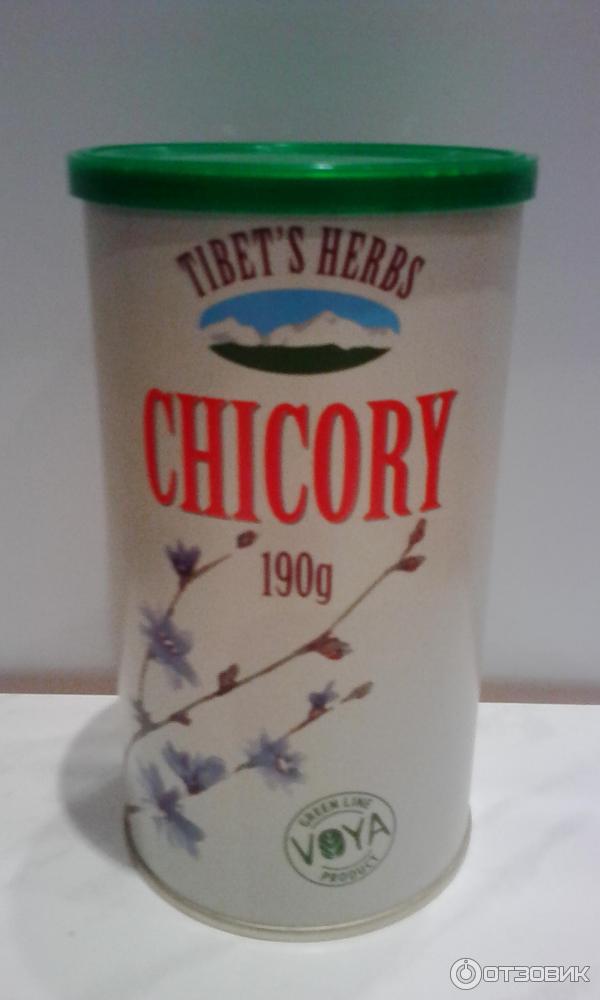 TIBET'S HERBS
CHICORY
190g
GREEN LINE
VOYA
PRODUCT
ОТЗОВИК